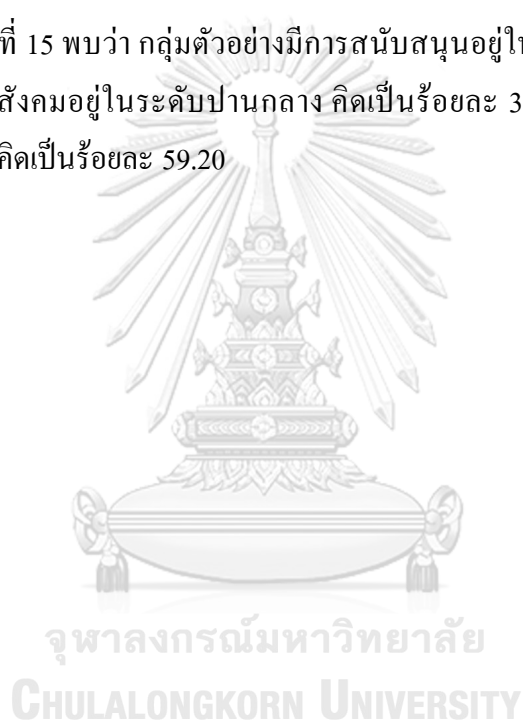 ที่ 15 พบว่า กลุ่มตัวอย่างมีการสนับสนุนอยู่ใ
สังคมอยู่ในระดับปานกลาง คิดเป็นร้อยละ 3
คิดเป็นร้อยละ 59.20
จุฬาลงกรณ์มหาวิทยาลัย
CHULALONGKORN UNIVERSITY